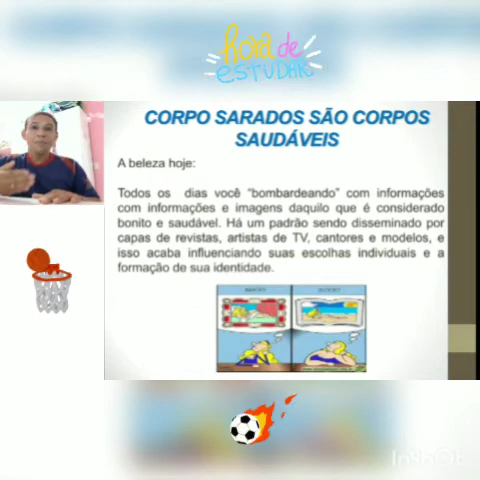 hora de
ESTUDAR
CORPO SARADOS SÃO CORPOS
SAUDÁVEIS
A beleza hoje:
Todos os dias você “bombardeando” com informações
com informações e imagens daquilo que é considerado
bonito e saudável. Há um padrão sendo disseminado por
capas de revistas, artistas de TV, cantores e modelos, e
isso acaba influenciando suas escolhas individuais e a
formação de sua identidade.